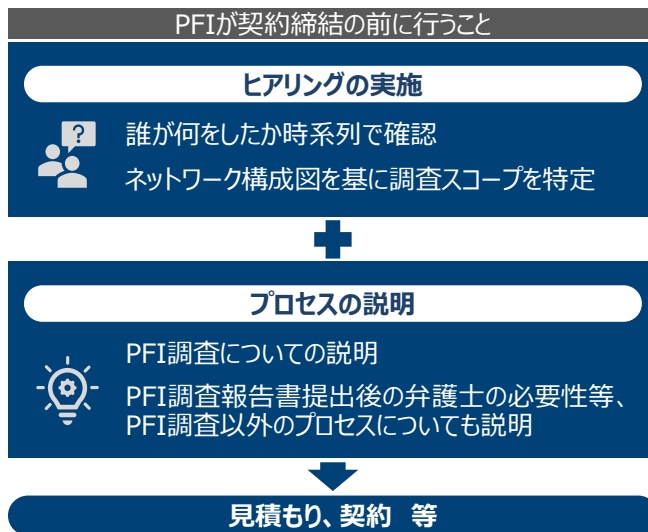 PFIが契約締結の前に行うこと
ヒアリングの実施
?
誰が何をしたか時系列で確認
ネットワーク構成図を基に調査スコープを特定
プロセスの説明
PFI調査についての説明
PFI調査報告書提出後の弁護士の必要性等、
PFI調査以外のプロセスについても説明
見積もり、契約 等